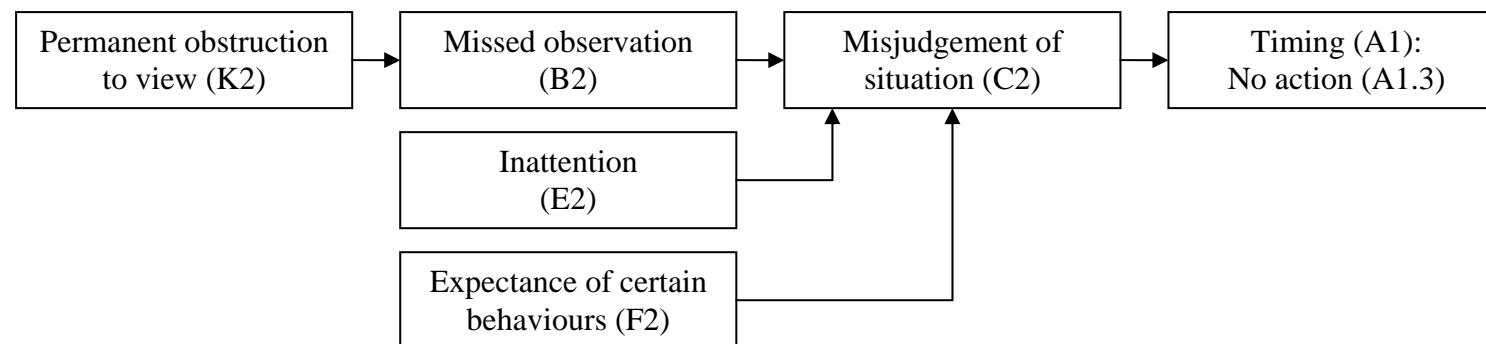 Permanent obstruction
to view (K2)
Missed observation
(B2)
Misjudgement of
situation (C2)
Timing (A1):
No action (A1.3)
Inattention
(E2)
Expectance of certain
behaviours (F2)